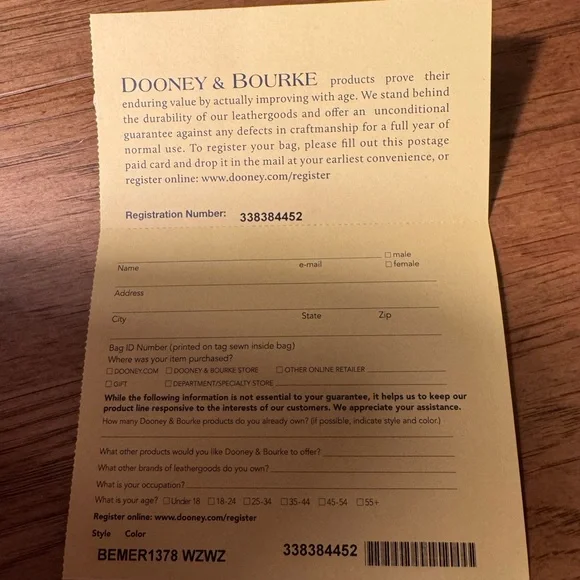 DOONEY & BOURKE products prove their
enduring value by actually improving with age. We stand behind
the durability of our leathergoods and offer an unconditional
guarantee against any defects in craftmanship for a full year of
normal use. To register your bag, please fill out this postage
paid card and drop it in the mail at your earliest convenience, or
register online: www.dooney.com/register
Registration Number: 338384452
☐ male
Name e-mail ☐ female
Address
City State Zip
Bag ID Number (printed on tag sewn inside bag)
Where was your item purchased?
☐ DOONEY.COM ☐ DOONEY & BOURKE STORE ☐ OTHER ONLINE RETAILER
☐ GIFT ☐ DEPARTMENT/SPECIALTY STORE
While the following information is not essential to your guarantee, it helps us to keep our
product line responsive to the interests of our customers. We appreciate your assistance.
How many Dooney & Bourke products do you already own? (if possible, indicate style and color.)
What other products would you like Dooney & Bourke to offer?
What other brands of leathergoods do you own?
What is your occupation?
What is your age? ☐ Under 18 ☐ 18-24 ☐ 25-34 ☐ 35-44 ☐ 45-54 ☐ 55+
Register online: www.dooney.com/register
Style Color
BEMER1378 WZWZ 338384452